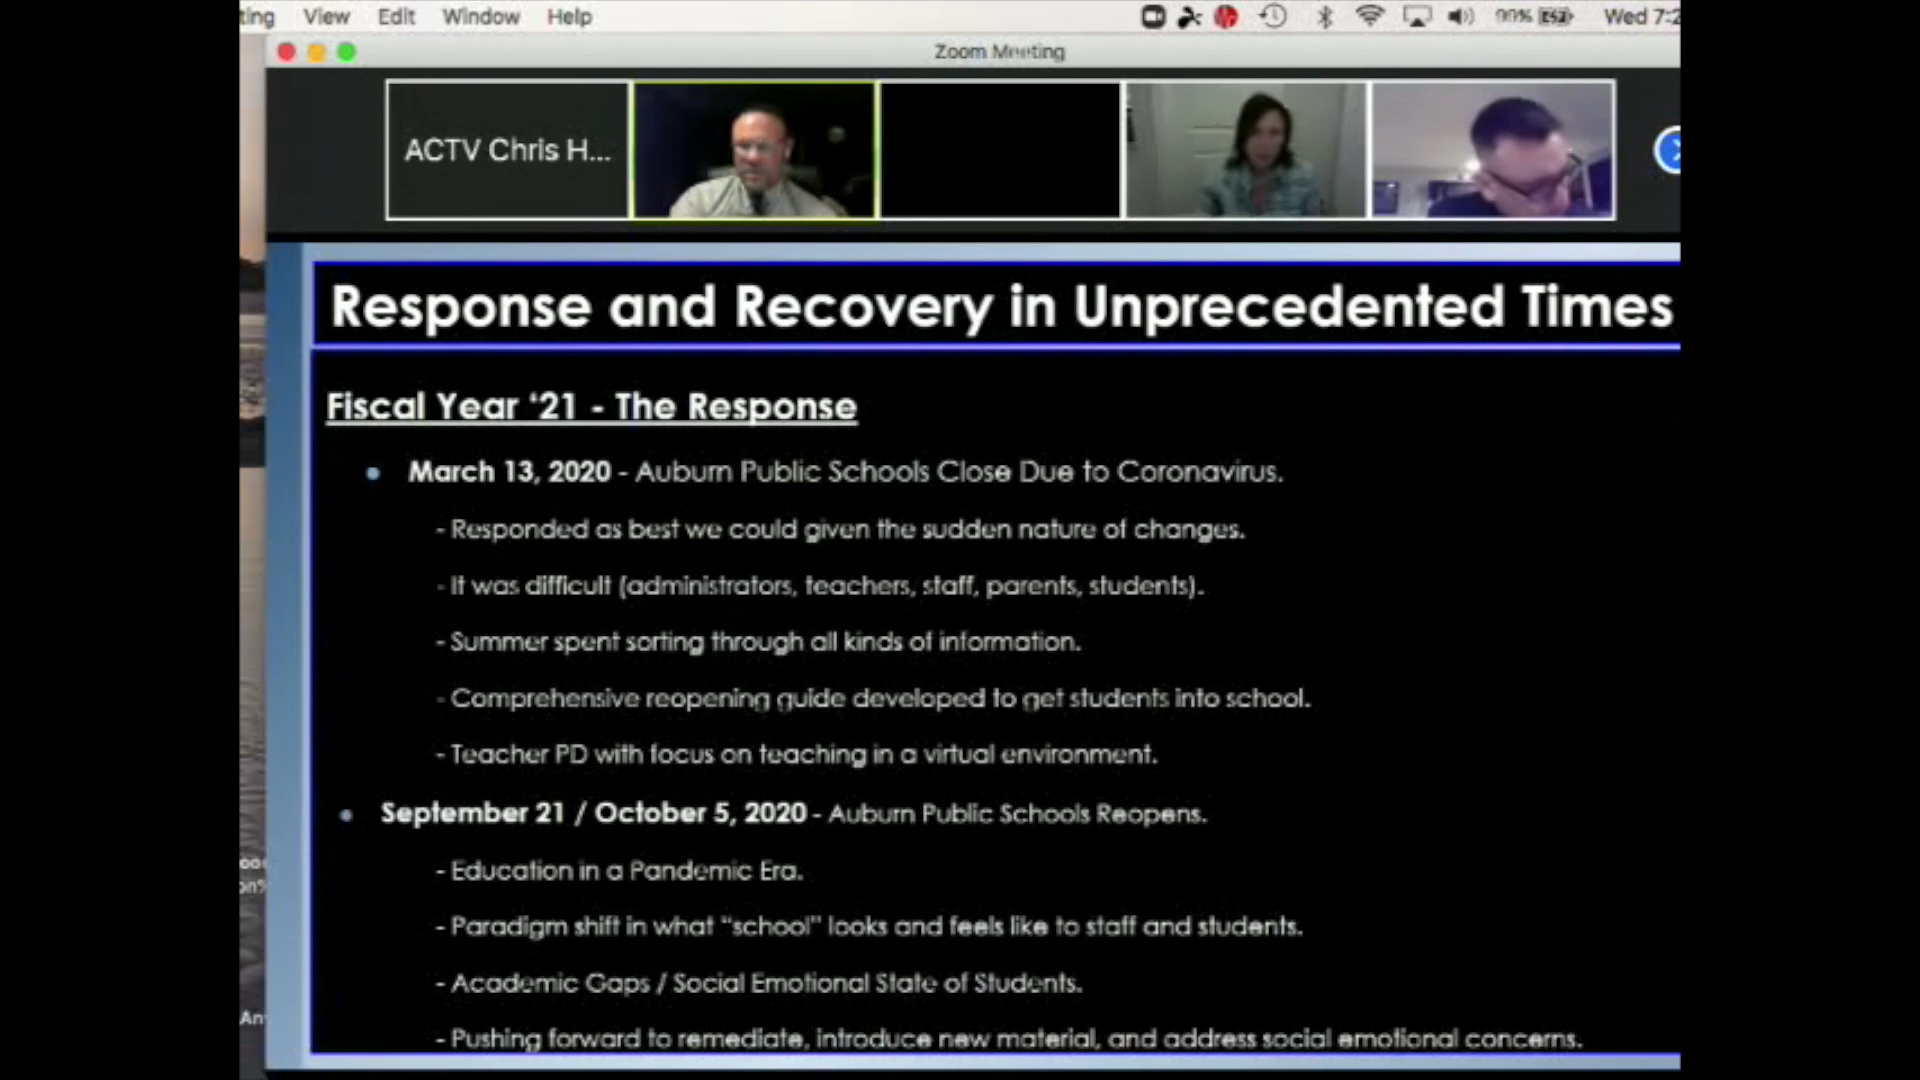 ting View Edit Window Help 99% Wed 7:2
Zoom Meeting
ACTV Chris H...
Response and Recovery in Unprecedented Times
Fiscal Year ‘21 - The Response
• March 13, 2020 - Auburn Public Schools Close Due to Coronavirus.
- Responded as best we could given the sudden nature of changes.
- It was difficult (administrators, teachers, staff, parents, students).
- Summer spent sorting through all kinds of information.
- Comprehensive reopening guide developed to get students into school.
- Teacher PD with focus on teaching in a virtual environment.
• September 21 / October 5, 2020 - Auburn Public Schools Reopens.
- Education in a Pandemic Era.
- Paradigm shift in what “school” looks and feels like to staff and students.
- Academic Gaps / Social Emotional State of Students.
- Pushing forward to remediate, introduce new material, and address social emotional concerns.